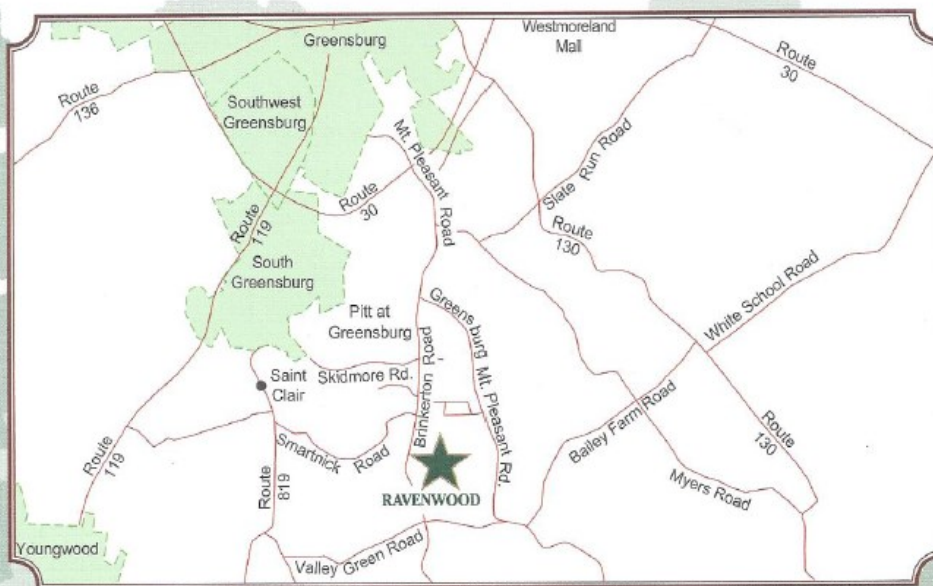 Greensburg
Westmoreland
Mall
Route
30
Route
136
Southwest
Greensburg
Mt. Pleasant Road
Slate Run Road
Route
30
Route
119
Route
130
South
Greensburg
White School Road
Pitt at
Greensburg
Greensburg Mt. Pleasant Rd.
Brinkerton Road
Saint
Clair
Skidmore Rd.
Bailey Farm Road
Route
130
Smartnick Road
Route
119
Route
819
RAVENWOOD
Myers Road
Youngwood
Valley Green Road